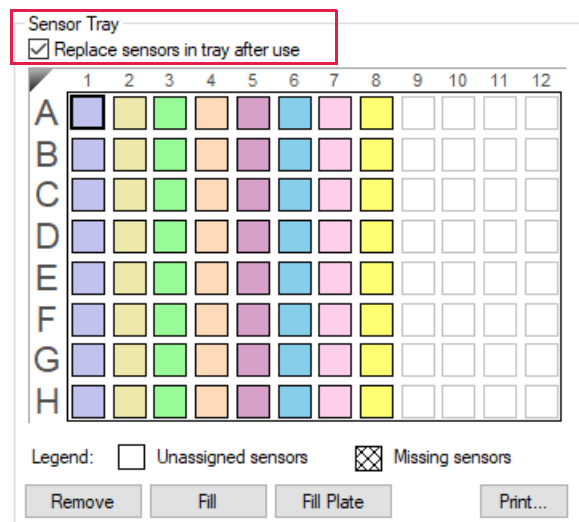 Sensor Tray
Replace sensors in tray after use
1 2 3 4 5 6 7 8 9 10 11 12
A
B
C
D
E
F
G
H
Legend: Unassigned sensors Missing sensors
Remove Fill Fill Plate Print...